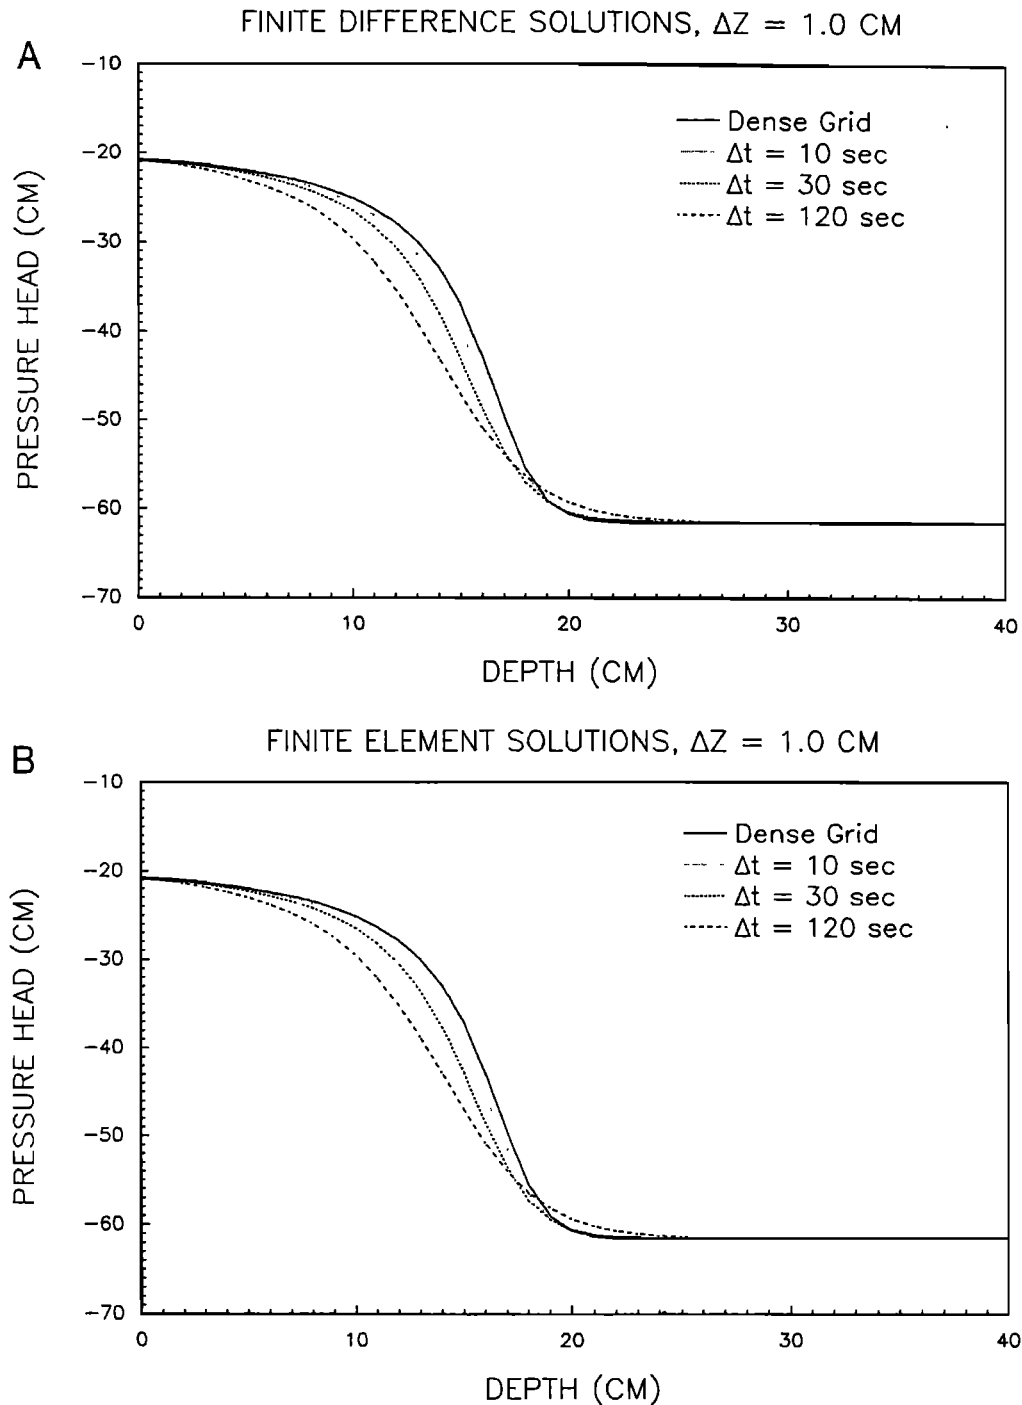 FINITE DIFFERENCE SOLUTIONS, ΔZ = 1.0 CM
A
-10
-20
-30
-40
-50
-60
-70
PRESSURE HEAD (CM)
Dense Grid
Δt = 10 sec
Δt = 30 sec
Δt = 120 sec
0
10
20
30
40
DEPTH (CM)
FINITE ELEMENT SOLUTIONS, ΔZ = 1.0 CM
B
-10
-20
-30
-40
-50
-60
-70
PRESSURE HEAD (CM)
Dense Grid
Δt = 10 sec
Δt = 30 sec
Δt = 120 sec
0
10
20
30
40
DEPTH (CM)